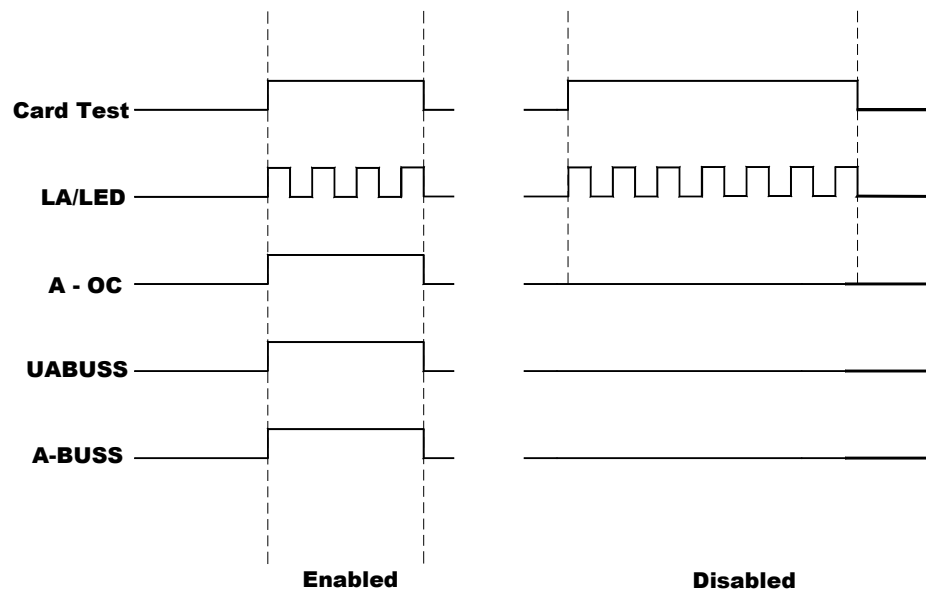 Card Test
LA/LED
A - OC
UABUSS
A-BUSS
Enabled
Disabled